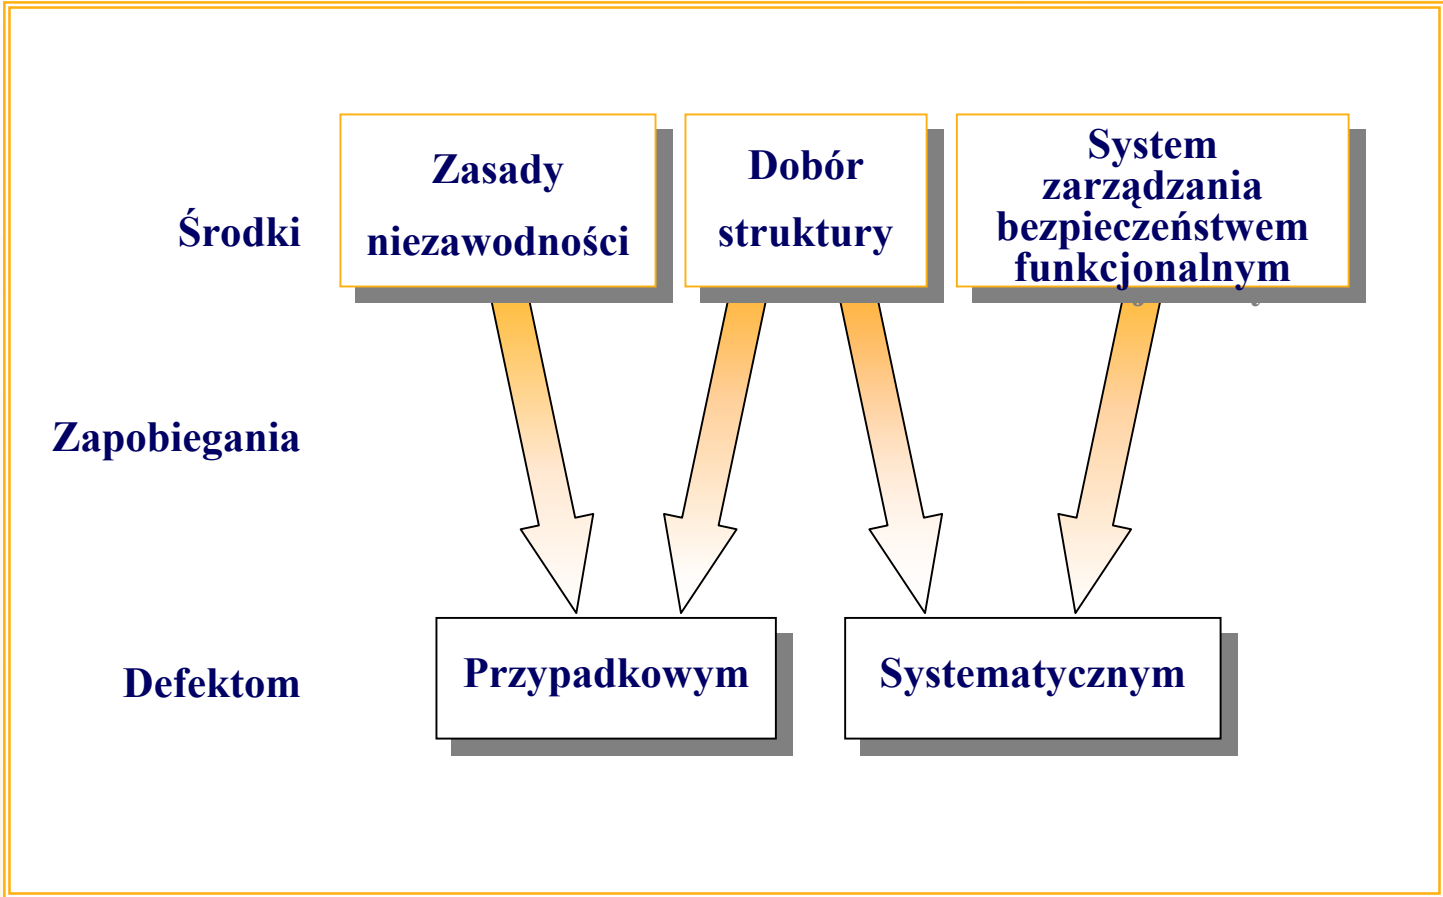 Środki
Zasady
niezawodności
Dobór
struktury
System
zarządzania
bezpieczeństwem
funkcjonalnym
Zapobiegania
Defektom
Przypadkowym
Systematycznym